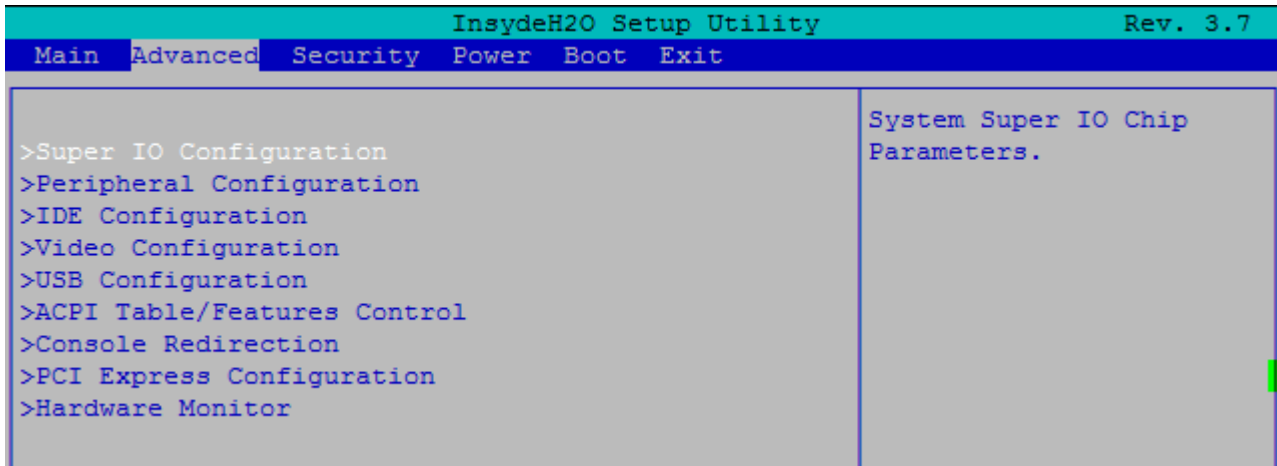 InsydeH2O Setup Utility Rev. 3.7
Main Advanced Security Power Boot Exit
>Super IO Configuration
>Peripheral Configuration
>IDE Configuration
>Video Configuration
>USB Configuration
>ACPI Table/Features Control
>Console Redirection
>PCI Express Configuration
>Hardware Monitor
System Super IO Chip
Parameters.